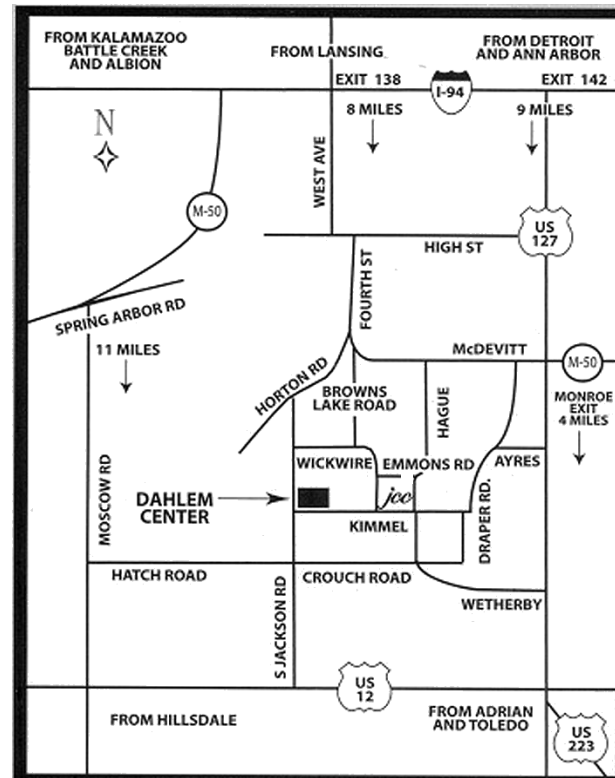 FROM KALAMAZOO
BATTLE CREEK
AND ALBION
FROM LANSING
FROM DETROIT
AND ANN ARBOR
EXIT 138
I-94
EXIT 142
8 MILES
9 MILES
N
WEST AVE
M-50
US
127
HIGH ST
FOURTH ST
SPRING ARBOR RD
11 MILES
McDEVITT
M-50
HORTON RD
BROWNS
LAKE ROAD
HAGUE
MONROE
EXIT
4 MILES
WICKWIRE
EMMONS RD
AYRES
MOSCOW RD
DAHLEM
CENTER
jcc
KIMMEL
DRAPER RD.
HATCH ROAD
CROUCH ROAD
S JACKSON RD
WETHERBY
US
12
FROM HILLSDALE
FROM ADRIAN
AND TOLEDO
US
223